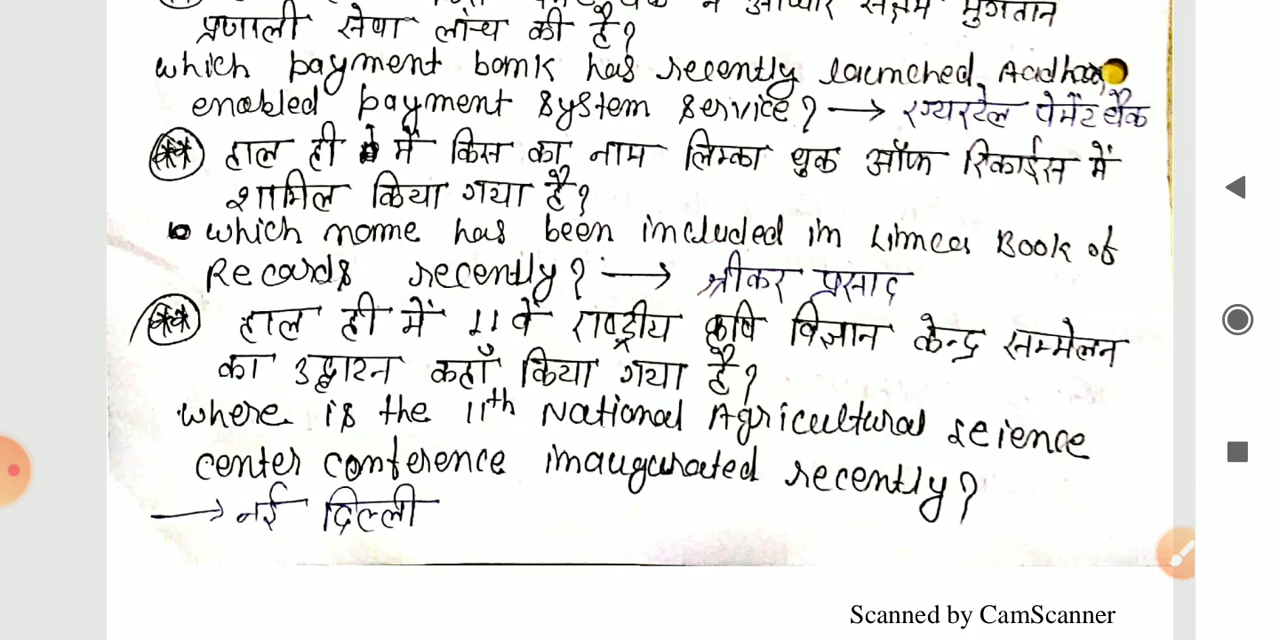 प्रणाली सेवा लॉन्च की है?
which payment bank has recently launched Aadhaar
enabled payment system service? → एयरटेल पेमेंट बैंक
** हाल ही में किस का नाम लिम्का बुक ऑफ रिकार्ड्स में
शामिल किया गया है?
which name has been included in Limca Book of
Records recently? → श्रीकर प्रसाद
** हाल ही में 11वें राष्ट्रीय कृषि विज्ञान केन्द्र सम्मेलन
का उद्घाटन कहाँ किया गया है?
where is the 11th National Agricultural science
center conference inaugurated recently?
→ नई दिल्ली
Scanned by CamScanner